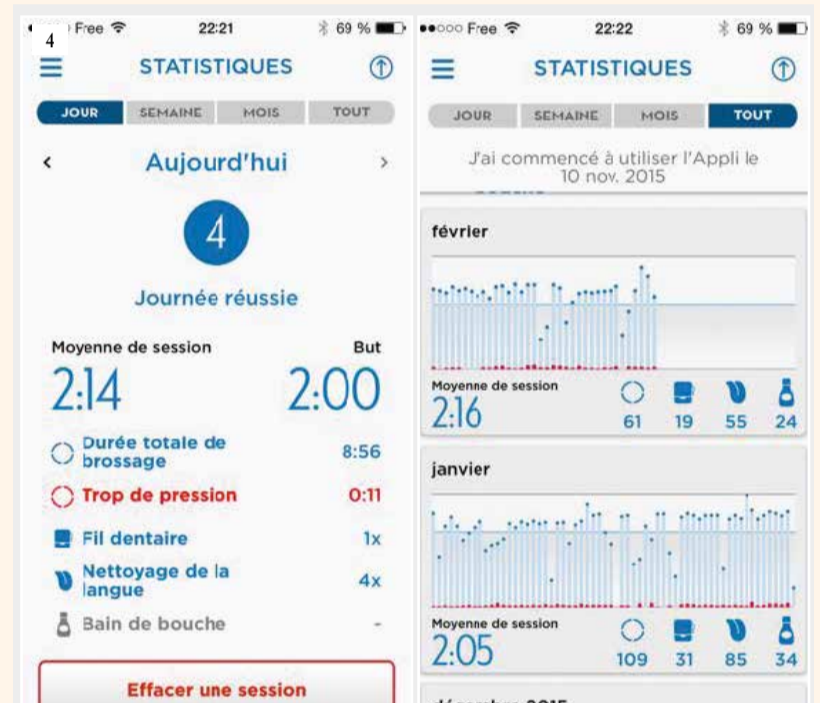 4
Free 22:21 69 %
STATISTIQUES
JOUR SEMAINE MOIS TOUT
< Aujourd'hui >
4
Journée réussie
Moyenne de session But
2:14 2:00
Durée totale de
brossage 8:56
Trop de pression 0:11
Fil dentaire 1x
Nettoyage de la
langue 4x
Bain de bouche -
Effacer une session
Free 22:22 69 %
STATISTIQUES
JOUR SEMAINE MOIS TOUT
J'ai commencé à utiliser l'Appli le
10 nov. 2015
février
Moyenne de session
2:16 61 19 55 24
janvier
Moyenne de session
2:05 109 31 85 34